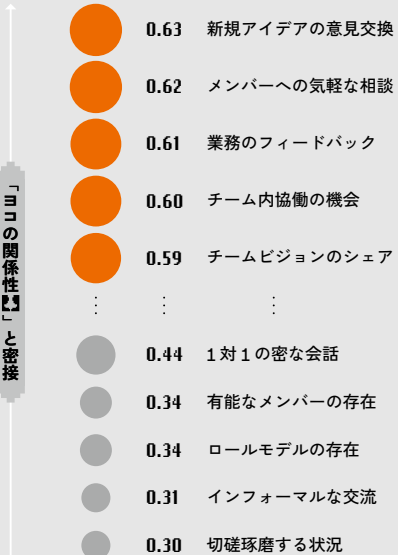 0.63 新規アイデアの意見交換
0.62 メンバーへの気軽な相談
0.61 業務のフィードバック
0.60 チーム内協働の機会
0.59 チームビジョンのシェア
⋮ ⋮ ⋮
0.44 1対1の密な会話
0.34 有能なメンバーの存在
0.34 ロールモデルの存在
0.31 インフォーマルな交流
0.30 切磋琢磨する状況
「ヨコの関係性」と密接